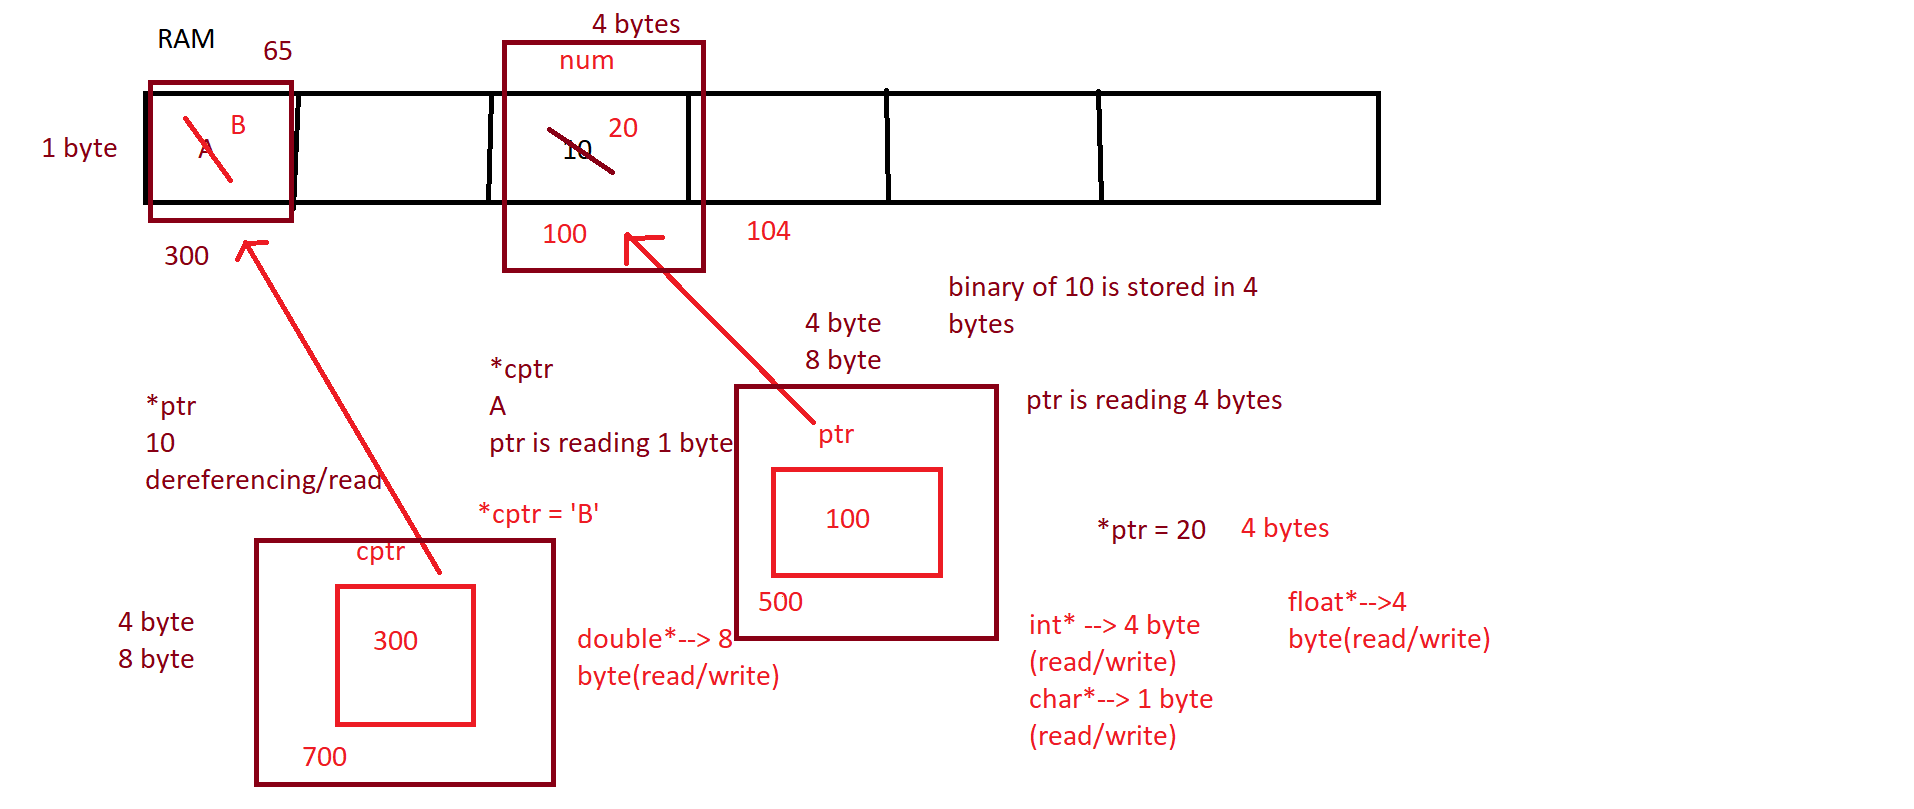 4 bytes
RAM
65
num
B
20
1 byte
A
10
300
100
104
binary of 10 is stored in 4
bytes
4 byte
8 byte
*cptr
A
ptr is reading 1 byte
*ptr
10
dereferencing/read
ptr is reading 4 bytes
ptr
100
500
*cptr = 'B'
*ptr = 20
4 bytes
cptr
300
700
4 byte
8 byte
double*--> 8
byte(read/write)
int* --> 4 byte
(read/write)
char*--> 1 byte
(read/write)
float*-->4
byte(read/write)